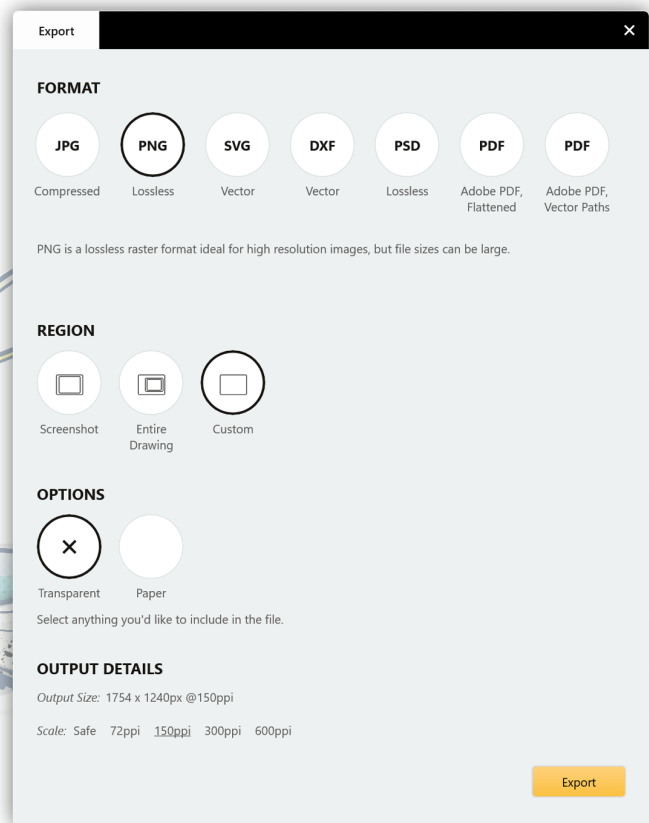 Export
FORMAT
JPG PNG SVG DXF PSD PDF PDF
Compressed Lossless Vector Vector Lossless Adobe PDF, Adobe PDF,
Flattened Vector Paths
PNG is a lossless raster format ideal for high resolution images, but file sizes can be large.
REGION
Screenshot Entire Custom
Drawing
OPTIONS
Transparent Paper
Select anything you'd like to include in the file.
OUTPUT DETAILS
Output Size: 1754 x 1240px @150ppi
Scale: Safe 72ppi 150ppi 300ppi 600ppi
Export